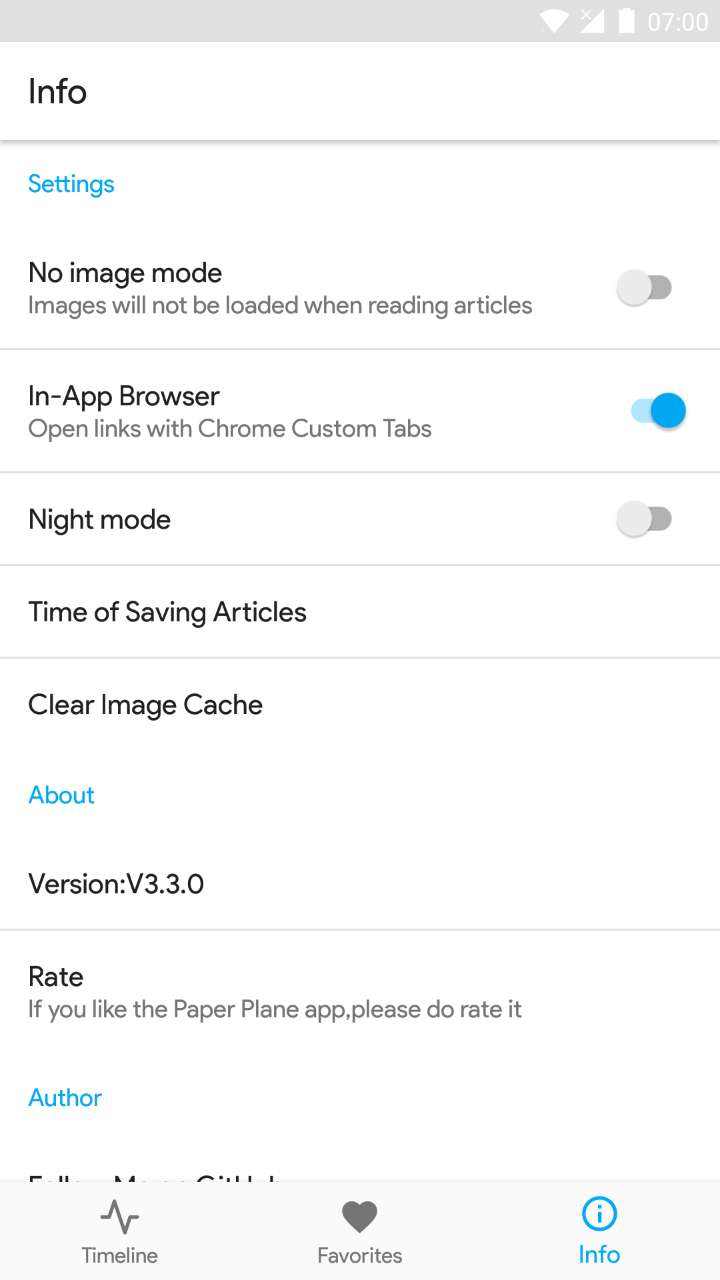 07:00
Info
Settings
No image mode
Images will not be loaded when reading articles
In-App Browser
Open links with Chrome Custom Tabs
Night mode
Time of Saving Articles
Clear Image Cache
About
Version:V3.3.0
Rate
If you like the Paper Plane app,please do rate it
Author
Timeline
Favorites
Info